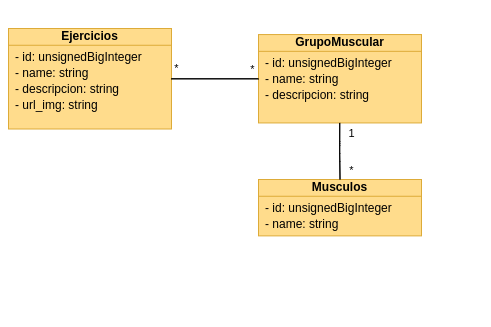 Ejercicios
- id: unsignedBigInteger
- name: string
- descripcion: string
- url_img: string
*
*
GrupoMuscular
- id: unsignedBigInteger
- name: string
- descripcion: string
1
*
Musculos
- id: unsignedBigInteger
- name: string